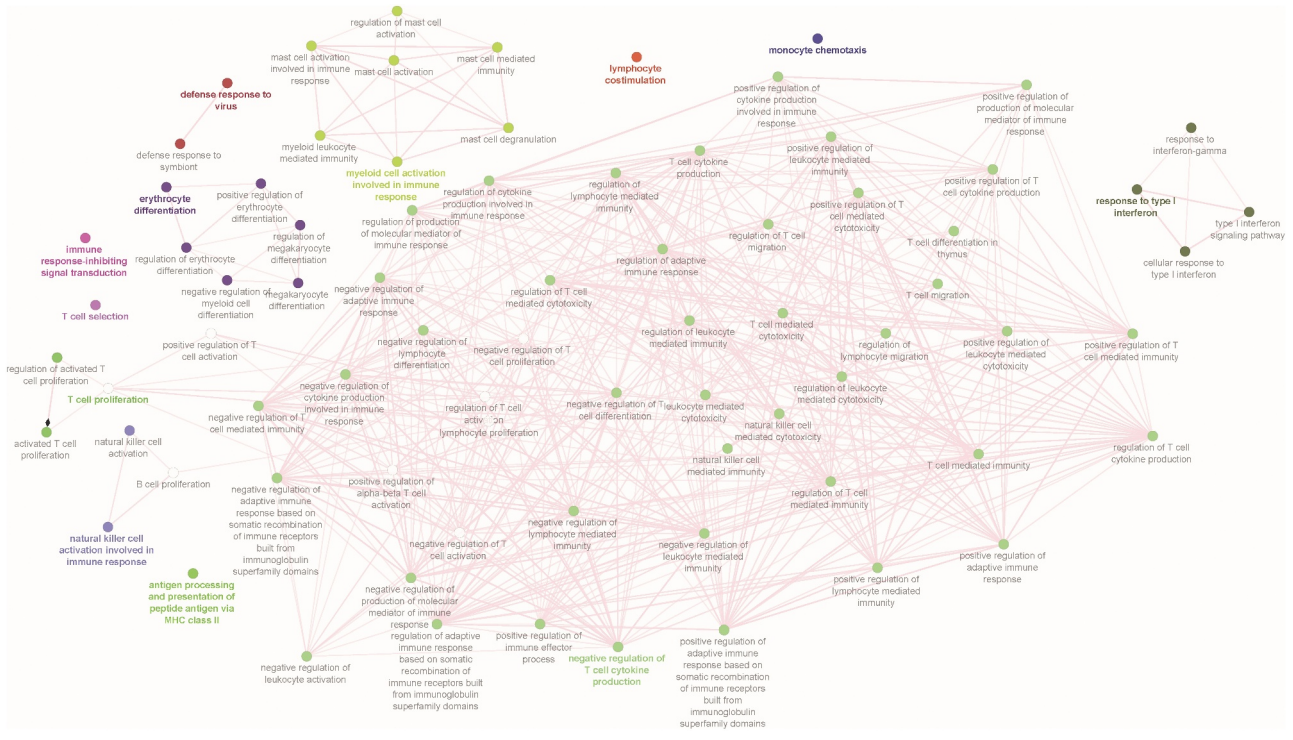 regulation of mast cell
activation
mast cell activation
involved in immune
response
mast cell activation
mast cell mediated
immunity
lymphocyte
costimulation
monocyte chemotaxis
defense response to
virus
defense response to
symbiont
myeloid leukocyte
mediated immunity
mast cell degranulation
myeloid cell activation
involved in immune
response
positive regulation of
cytokine production
involved in immune
response
positive regulation of
production of molecular
mediator of immune
response
response to
interferon-gamma
response to type I
interferon
type I interferon
signaling pathway
cellular response to
type I interferon
erythrocyte
differentiation
positive regulation of
erythrocyte
differentiation
regulation of
megakaryocyte
differentiation
regulation of erythrocyte
differentiation
negative regulation of
myeloid cell
differentiation
megakaryocyte
differentiation
immune
response-inhibiting
signal transduction
T cell selection
regulation of cytokine
production involved in
immune response
regulation of production
of molecular mediator of
immune response
regulation of
lymphocyte mediated
immunity
T cell cytokine
production
positive regulation of
leukocyte mediated
immunity
positive regulation of T
cell mediated
cytotoxicity
positive regulation of T
cell cytokine production
regulation of T cell
migration
T cell differentiation in
thymus
regulation of adaptive
immune response
negative regulation of
adaptive immune
response
regulation of T cell
mediated cytotoxicity
T cell migration
positive regulation of T
cell activation
negative regulation of
lymphocyte
differentiation
negative regulation of T
cell proliferation
regulation of leukocyte
mediated immunity
T cell mediated
cytotoxicity
regulation of
lymphocyte migration
positive regulation of
leukocyte mediated
cytotoxicity
positive regulation of T
cell mediated immunity
regulation of activated T
cell proliferation
T cell proliferation
activated T cell
proliferation
natural killer cell
activation
B cell proliferation
natural killer cell
activation involved in
immune response
antigen processing
and presentation of
peptide antigen via
MHC class II
negative regulation of
cytokine production
involved in immune
response
negative regulation of T
cell mediated immunity
regulation of T cell
lymphocyte proliferation
negative regulation of T
cell differentiation
leukocyte mediated
cytotoxicity
regulation of leukocyte
mediated cytotoxicity
natural killer cell
mediated cytotoxicity
natural killer cell
mediated immunity
T cell mediated immunity
regulation of T cell
cytokine production
regulation of T cell
mediated immunity
negative regulation of
adaptive immune
response based on
somatic recombination
of immune receptors
built from
immunoglobulin
superfamily domains
positive regulation of
alpha-beta T cell
activation
negative regulation of T
cell activation
negative regulation of
lymphocyte mediated
immunity
negative regulation of
leukocyte mediated
immunity
positive regulation of
adaptive immune
response
positive regulation of
lymphocyte mediated
immunity
negative regulation of
production of molecular
mediator of immune
response
regulation of adaptive
immune response
based on somatic
recombination of
immune receptors built
from immunoglobulin
superfamily domains
negative regulation of
leukocyte activation
positive regulation of
immune effector
process
negative regulation of
T cell cytokine
production
positive regulation of
adaptive immune
response based on
somatic recombination
of immune receptors
built from
immunoglobulin
superfamily domains